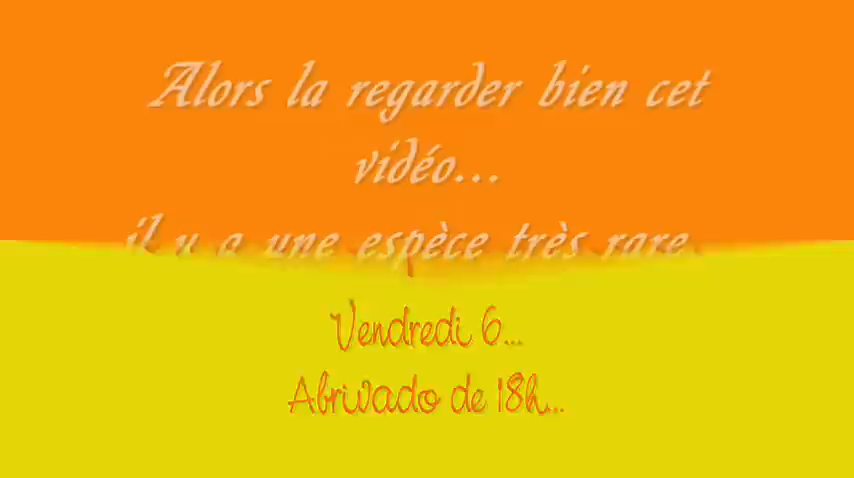 Alors la regarder bien cet
vidéo...
il y a une espèce très rare.
Vendredi 6...
Abrivado de 18h...